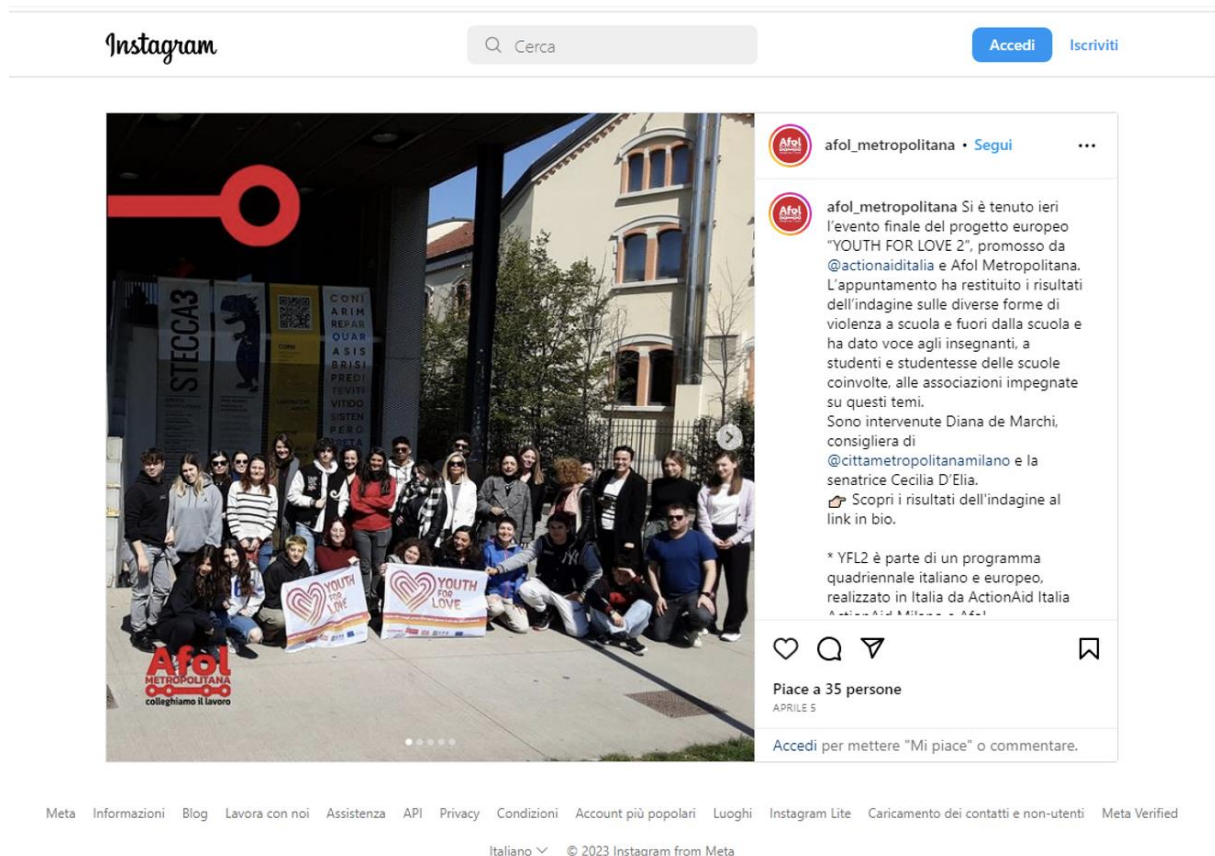 Instagram
Cerca
Accedi
Iscriviti
STECCA3
CONI
ARIM
REPAR
QUAR
ASIS
BRISI
PREDI
TEVITI
VITIDO
SISTEN
PERO
RETA
YOUTH
FOR
LOVE
YOUTH
FOR
LOVE
Afol
METROPOLITANA
colleghiamo il lavoro
Afol
afol_metropolitana • Segui
Afol
afol_metropolitana Si è tenuto ieri
l'evento finale del progetto europeo
"YOUTH FOR LOVE 2", promosso da
@actionaiditalia e Afol Metropolitana.
L'appuntamento ha restituito i risultati
dell'indagine sulle diverse forme di
violenza a scuola e fuori dalla scuola e
ha dato voce agli insegnanti, a
studenti e studentesse delle scuole
coinvolte, alle associazioni impegnate
su questi temi.
Sono intervenute Diana de Marchi,
consigliera di
@cittametropolitanamilano e la
senatrice Cecilia D'Elia.
👉 Scopri i risultati dell'indagine al
link in bio.
* YFL2 è parte di un programma
quadriennale italiano e europeo,
realizzato in Italia da ActionAid Italia
ActionAid Milano e Afol
Piace a 35 persone
APRILE 5
Accedi per mettere "Mi piace" o commentare.
Meta Informazioni Blog Lavora con noi Assistenza API Privacy Condizioni Account più popolari Luoghi Instagram Lite Caricamento dei contatti e non-utenti Meta Verified
Italiano © 2023 Instagram from Meta